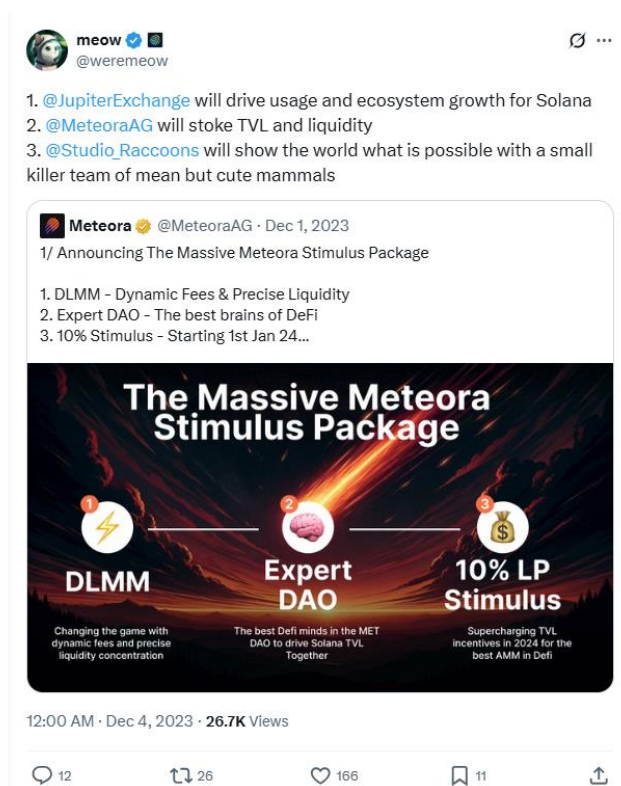 meow
@weremeow
1. @JupiterExchange will drive usage and ecosystem growth for Solana
2. @MeteoraAG will stoke TVL and liquidity
3. @Studio_Raccoons will show the world what is possible with a small
killer team of mean but cute mammals
Meteora @MeteoraAG · Dec 1, 2023
1/ Announcing The Massive Meteora Stimulus Package
1. DLMM - Dynamic Fees & Precise Liquidity
2. Expert DAO - The best brains of DeFi
3. 10% Stimulus - Starting 1st Jan 24...
The Massive Meteora
Stimulus Package
1
2
3
$
DLMM
Changing the game with
dynamic fees and precise
liquidity concentration
Expert
DAO
The best Defi minds in the MET
DAO to drive Solana TVL
Together
10% LP
Stimulus
Supercharging TVL
incentives in 2024 for the
best AMM in Defi
12:00 AM · Dec 4, 2023 · 26.7K Views
12 26 166 11